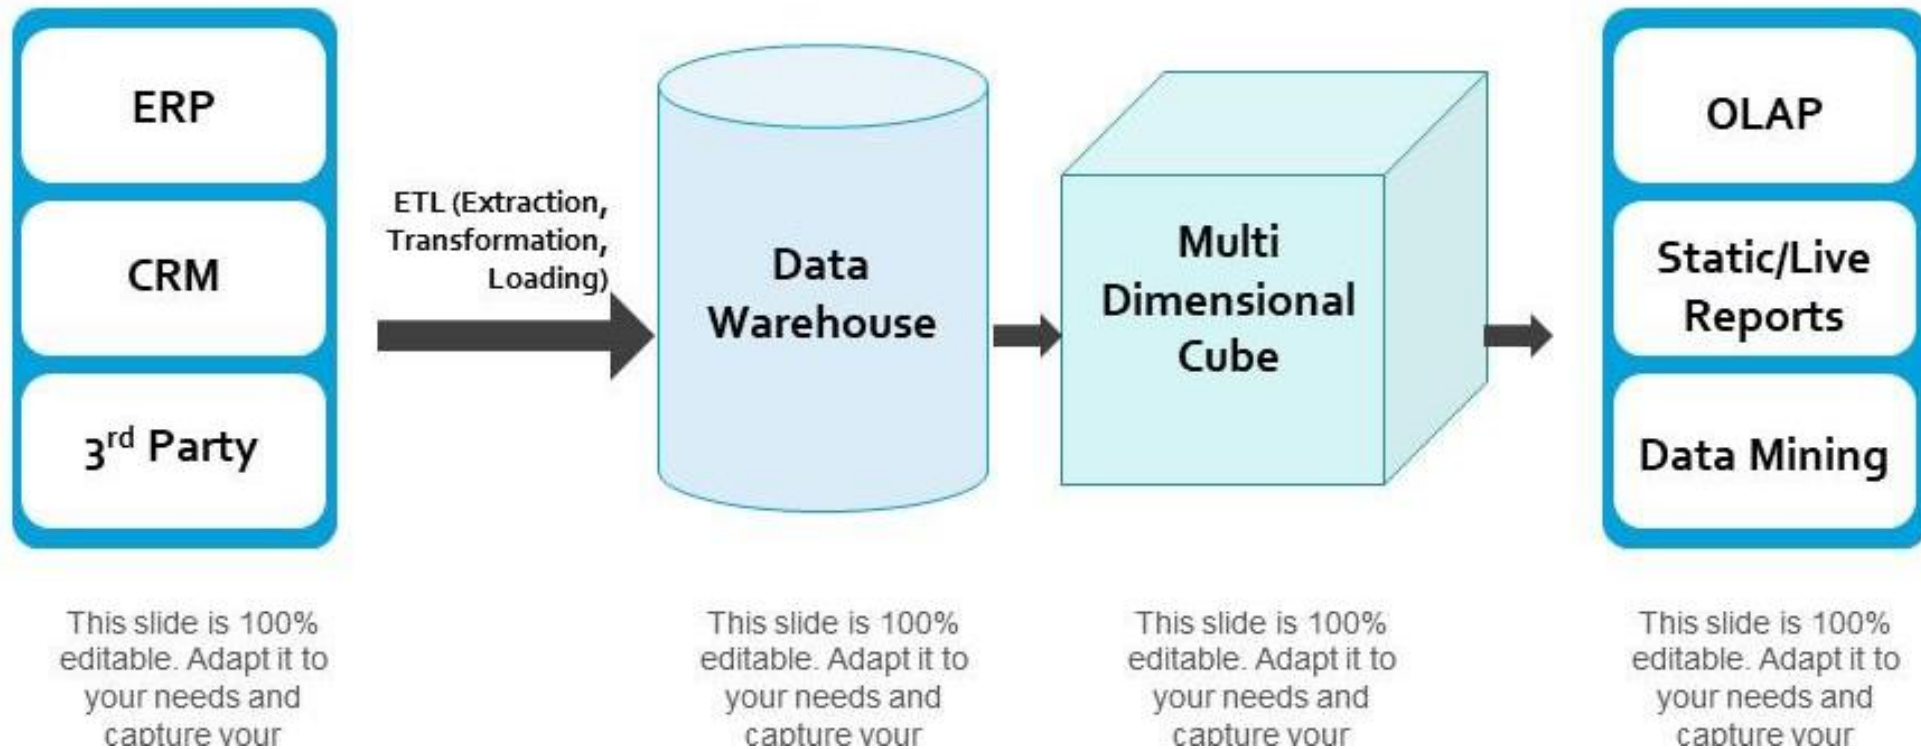 ERP
CRM
3rd Party
ETL (Extraction,
Transformation,
Loading)
Data
Warehouse
Multi
Dimensional
Cube
OLAP
Static/Live
Reports
Data Mining
This slide is 100%
editable. Adapt it to
your needs and
capture your
This slide is 100%
editable. Adapt it to
your needs and
capture your
This slide is 100%
editable. Adapt it to
your needs and
capture your
This slide is 100%
editable. Adapt it to
your needs and
capture your